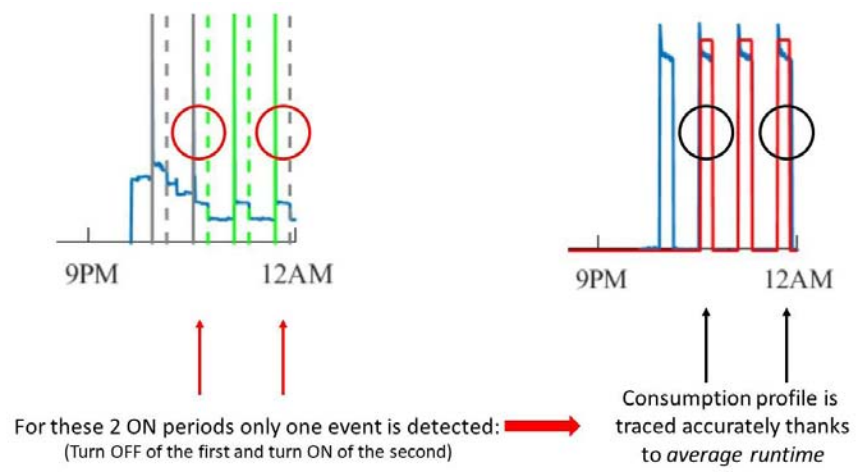 9PM
12AM
9PM
12AM
For these 2 ON periods only one event is detected:
(Turn OFF of the first and turn ON of the second)
Consumption profile is
traced accurately thanks
to average runtime